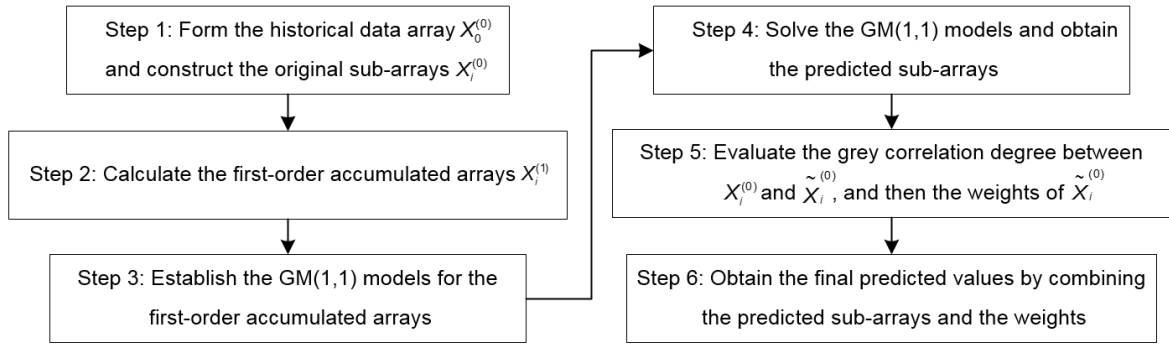 Step 1: Form the historical data array X₀⁽⁰⁾
and construct the original sub-arrays Xᵢ⁽⁰⁾
Step 2: Calculate the first-order accumulated arrays Xᵢ⁽¹⁾
Step 3: Establish the GM(1,1) models for the
first-order accumulated arrays
Step 4: Solve the GM(1,1) models and obtain
the predicted sub-arrays
Step 5: Evaluate the grey correlation degree between
Xᵢ⁽⁰⁾ and X̃ᵢ⁽⁰⁾, and then the weights of X̃ᵢ⁽⁰⁾
Step 6: Obtain the final predicted values by combining
the predicted sub-arrays and the weights